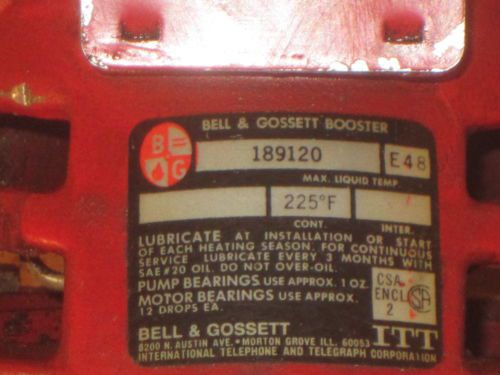 BELL & GOSSETT BOOSTER
B
G
189120
E48
MAX. LIQUID TEMP.
225°F
CONT.
INTER.
LUBRICATE AT INSTALLATION OR START
OF EACH HEATING SEASON. FOR CONTINUOUS
SERVICE LUBRICATE EVERY 3 MONTHS WITH
SAE #20 OIL. DO NOT OVER-OIL.
PUMP BEARINGS USE APPROX. 1 OZ.
MOTOR BEARINGS USE APPROX.
12 DROPS EA.
CSA
ENCL
2
SA
BELL & GOSSETT
ITT
8200 N. AUSTIN AVE. • MORTON GROVE ILL. 60053
INTERNATIONAL TELEPHONE AND TELEGRAPH CORPORATION